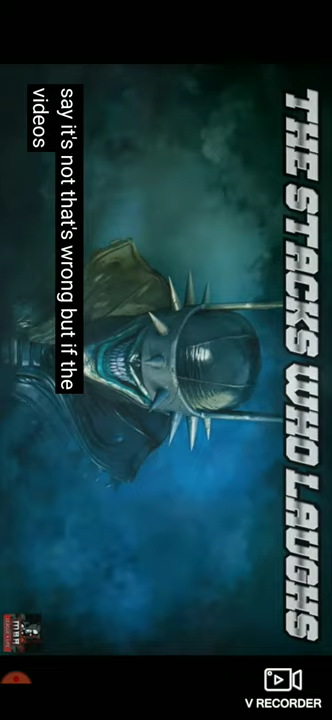 THE STACKS WHO LAUGHS
say it's not that's wrong but if the
videos
V RECORDER